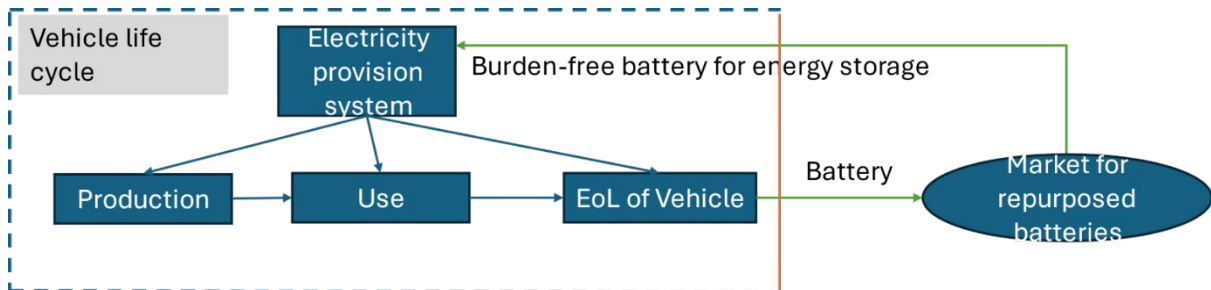 Vehicle life
cycle
Electricity
provision
system
Burden-free battery for energy storage
Production
Use
EoL of Vehicle
Battery
Market for
repurposed
batteries